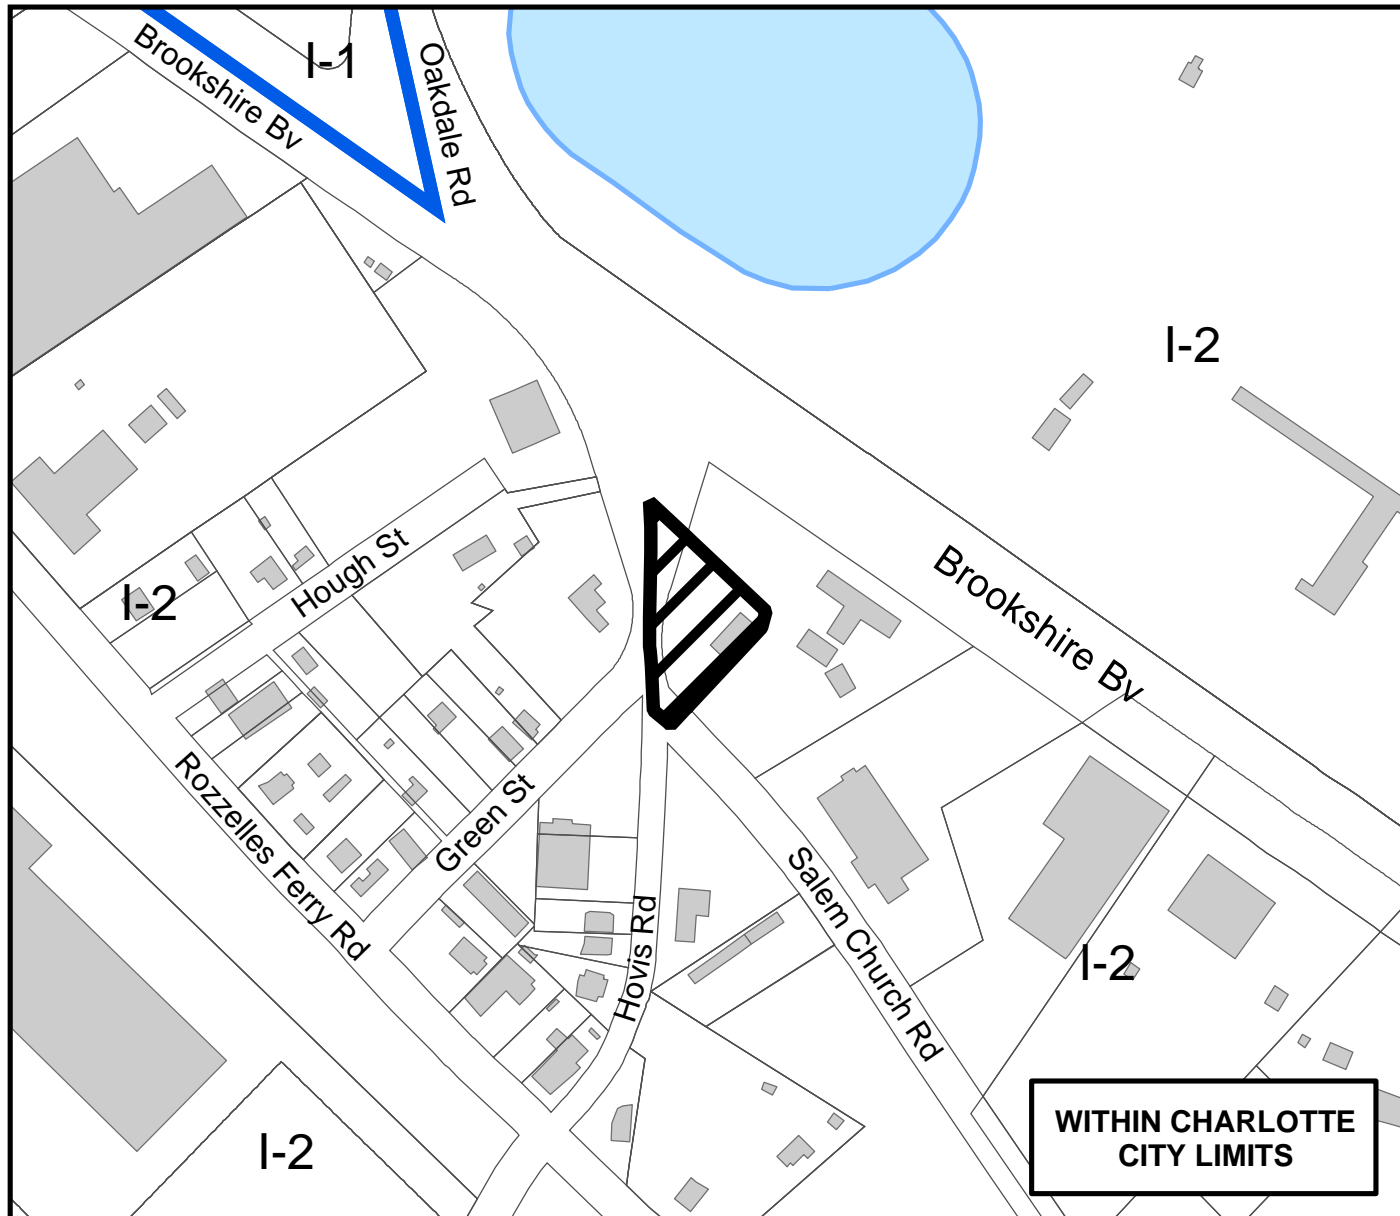 I-1
Brookshire Bv
Oakdale Rd
I-2
Hough St
I-2
Brookshire Bv
Rozzelles Ferry Rd
Green St
Hovis Rd
Salem Church Rd
I-2
I-2
WITHIN CHARLOTTE
CITY LIMITS